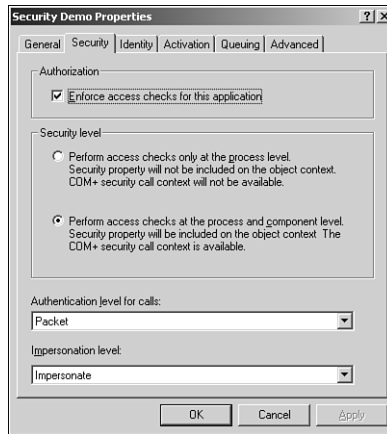 Security Demo Properties
General Security Identity Activation Queuing Advanced
Authorization
Enforce access checks for this application
Security level
Perform access checks only at the process level.
Security property will not be included on the object context.
COM+ security call context will not be available.
Perform access checks at the process and component level.
Security property will be included on the object context The
COM+ security call context is available.
Authentication level for calls:
Packet
Impersonation level:
Impersonate
OK Cancel Apply